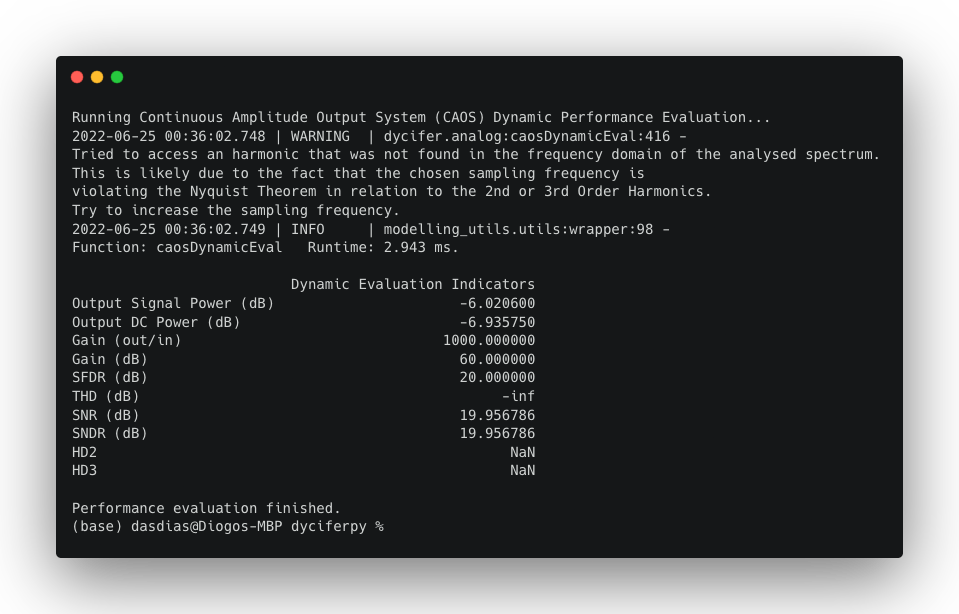 Running Continuous Amplitude Output System (CAOS) Dynamic Performance Evaluation...
2022-06-25 00:36:02.748 | WARNING  | dycifer.analog:caosDynamicEval:416 -
Tried to access an harmonic that was not found in the frequency domain of the analysed spectrum.
This is likely due to the fact that the chosen sampling frequency is
violating the Nyquist Theorem in relation to the 2nd or 3rd Order Harmonics.
Try to increase the sampling frequency.
2022-06-25 00:36:02.749 | INFO     | modelling_utils.utils:wrapper:98 -
Function: caosDynamicEval   Runtime: 2.943 ms.
Dynamic Evaluation Indicators
Output Signal Power (dB)                      -6.020600
Output DC Power (dB)                          -6.935750
Gain (out/in)                               1000.000000
Gain (dB)                                     60.000000
SFDR (dB)                                     20.000000
THD (dB)                                           -inf
SNR (dB)                                      19.956786
SNDR (dB)                                     19.956786
HD2                                                 NaN
HD3                                                 NaN
Performance evaluation finished.
(base) dasdias@Diogos-MBP dyciferpy %